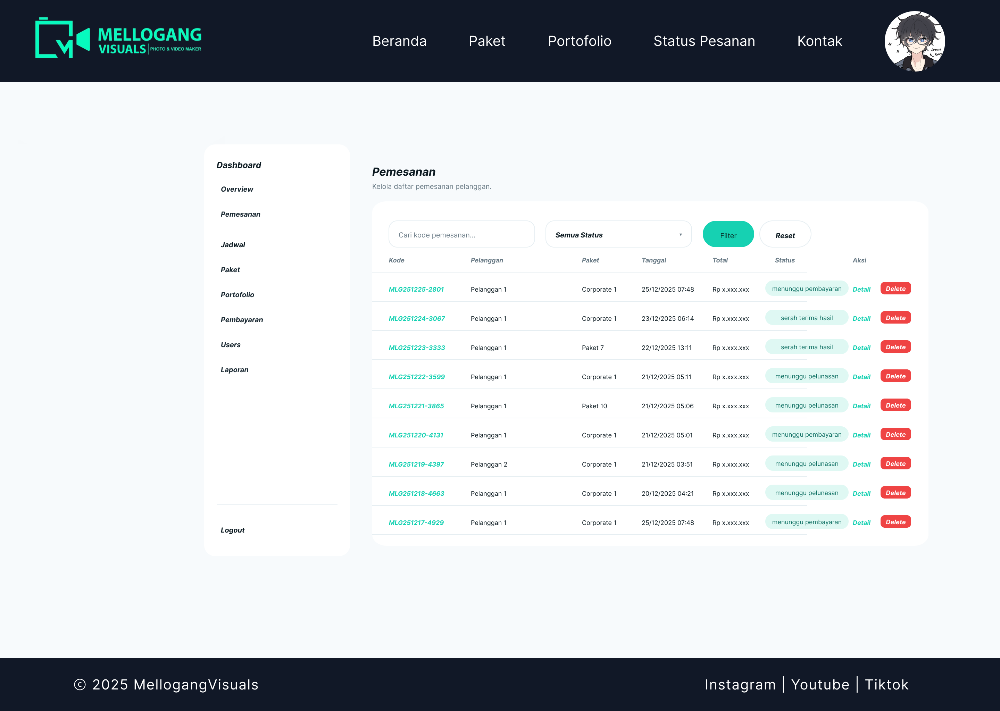 MELLOGANG
VISUALS | PHOTO & VIDEO MAKER
Beranda Paket Portofolio Status Pesanan Kontak
Jenius
Boy
Dashboard
Overview
Pemesanan
Jadwal
Paket
Portofolio
Pembayaran
Users
Laporan
Logout
Pemesanan
Kelola daftar pemesanan pelanggan.
Cari kode pemesanan... Semua Status ▾ Filter Reset
Kode Pelanggan Paket Tanggal Total Status Aksi
MLG251225-2801 Pelanggan 1 Corporate 1 25/12/2025 07:48 Rp x.xxx.xxx menunggu pembayaran Detail Delete
MLG251224-3067 Pelanggan 1 Corporate 1 23/12/2025 06:14 Rp x.xxx.xxx serah terima hasil Detail Delete
MLG251223-3333 Pelanggan 1 Paket 7 22/12/2025 13:11 Rp x.xxx.xxx serah terima hasil Detail Delete
MLG251222-3599 Pelanggan 1 Corporate 1 21/12/2025 05:11 Rp x.xxx.xxx menunggu pelunasan Detail Delete
MLG251221-3865 Pelanggan 1 Paket 10 21/12/2025 05:06 Rp x.xxx.xxx menunggu pelunasan Detail Delete
MLG251220-4131 Pelanggan 1 Corporate 1 21/12/2025 05:01 Rp x.xxx.xxx menunggu pembayaran Detail Delete
MLG251219-4397 Pelanggan 2 Corporate 1 21/12/2025 03:51 Rp x.xxx.xxx menunggu pelunasan Detail Delete
MLG251218-4663 Pelanggan 1 Corporate 1 20/12/2025 04:21 Rp x.xxx.xxx menunggu pelunasan Detail Delete
MLG251217-4929 Pelanggan 1 Corporate 1 25/12/2025 07:48 Rp x.xxx.xxx menunggu pembayaran Detail Delete
© 2025 MellogangVisuals
Instagram | Youtube | Tiktok